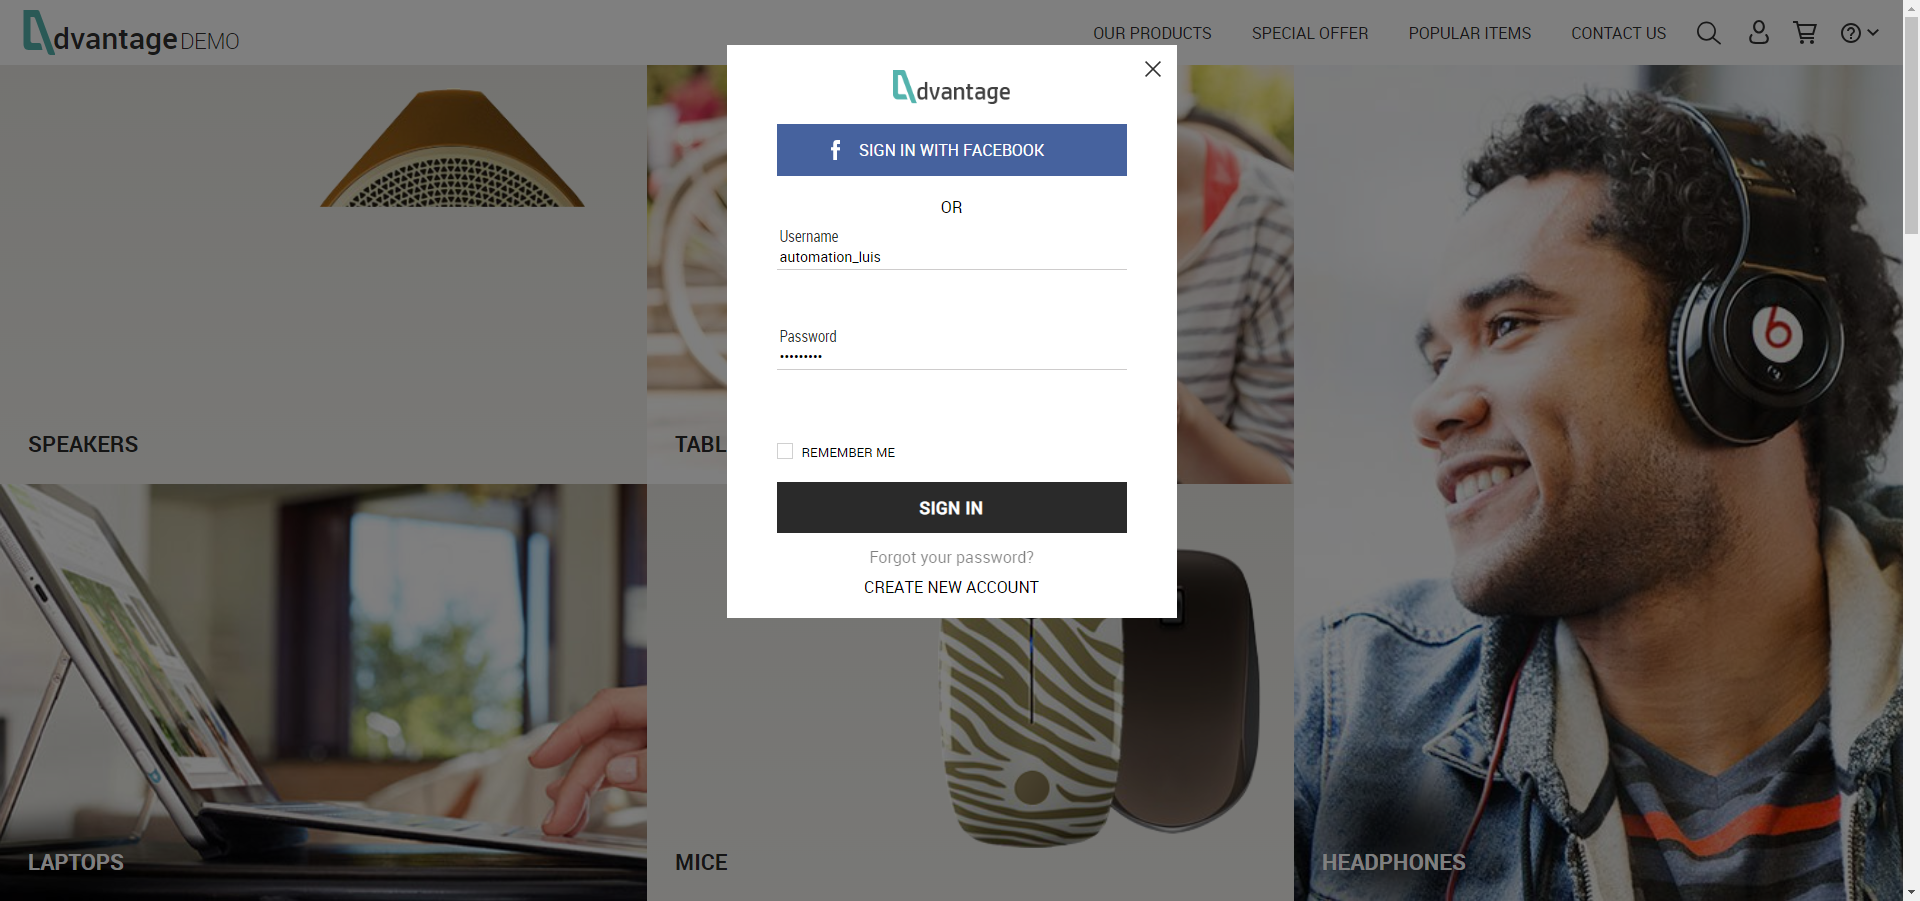 dvantage DEMO
OUR PRODUCTS SPECIAL OFFER POPULAR ITEMS CONTACT US
dvantage
SIGN IN WITH FACEBOOK
OR
Username
automation_luis
Password
•••••••••
REMEMBER ME
SIGN IN
Forgot your password?
CREATE NEW ACCOUNT
SPEAKERS
TABL
LAPTOPS
MICE
HEADPHONES